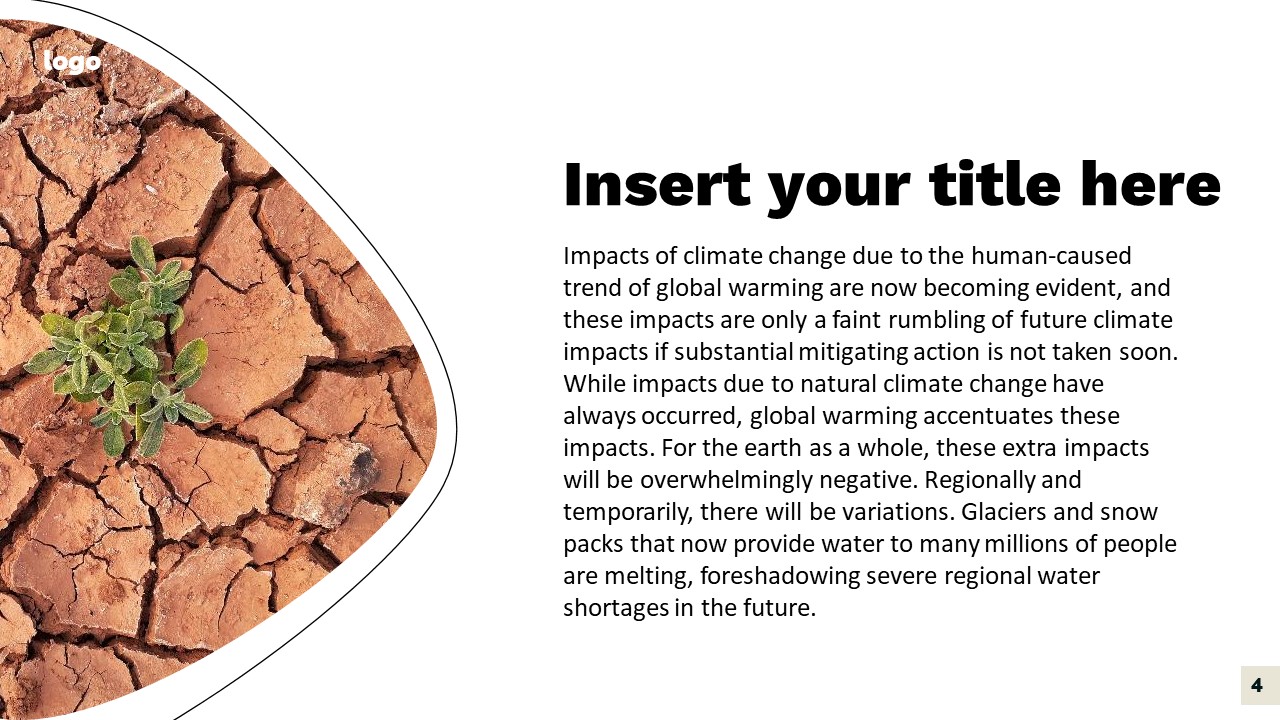 logo
Insert your title here
Impacts of climate change due to the human-caused
trend of global warming are now becoming evident, and
these impacts are only a faint rumbling of future climate
impacts if substantial mitigating action is not taken soon.
While impacts due to natural climate change have
always occurred, global warming accentuates these
impacts. For the earth as a whole, these extra impacts
will be overwhelmingly negative. Regionally and
temporarily, there will be variations. Glaciers and snow
packs that now provide water to many millions of people
are melting, foreshadowing severe regional water
shortages in the future.
4